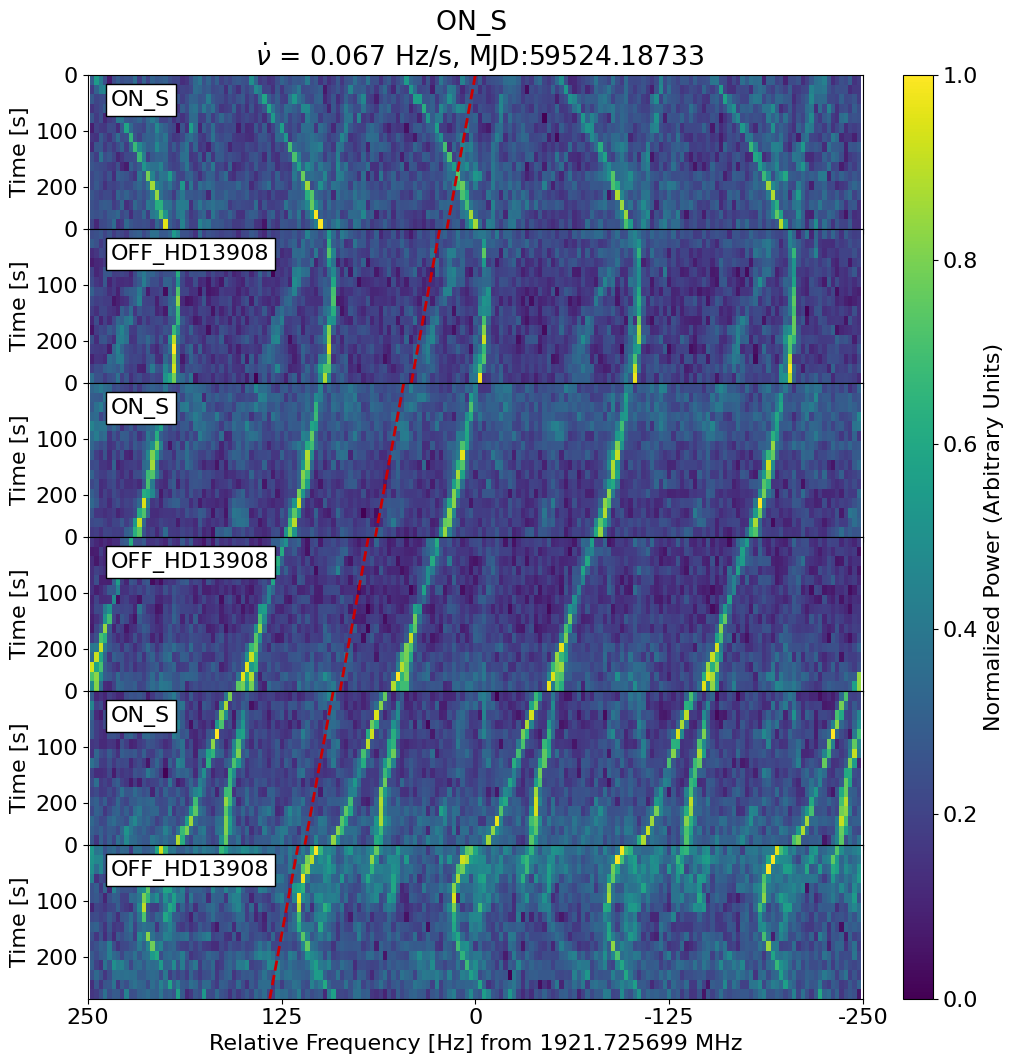 ON_S
ν̇ = 0.067 Hz/s, MJD:59524.18733
0
100
200
Time [s]
ON_S
0
100
200
Time [s]
OFF_HD13908
0
100
200
Time [s]
ON_S
0
100
200
Time [s]
OFF_HD13908
0
100
200
Time [s]
ON_S
0
100
200
Time [s]
OFF_HD13908
250 125 0 -125 -250
Relative Frequency [Hz] from 1921.725699 MHz
1.0
0.8
0.6
0.4
0.2
0.0
Normalized Power (Arbitrary Units)